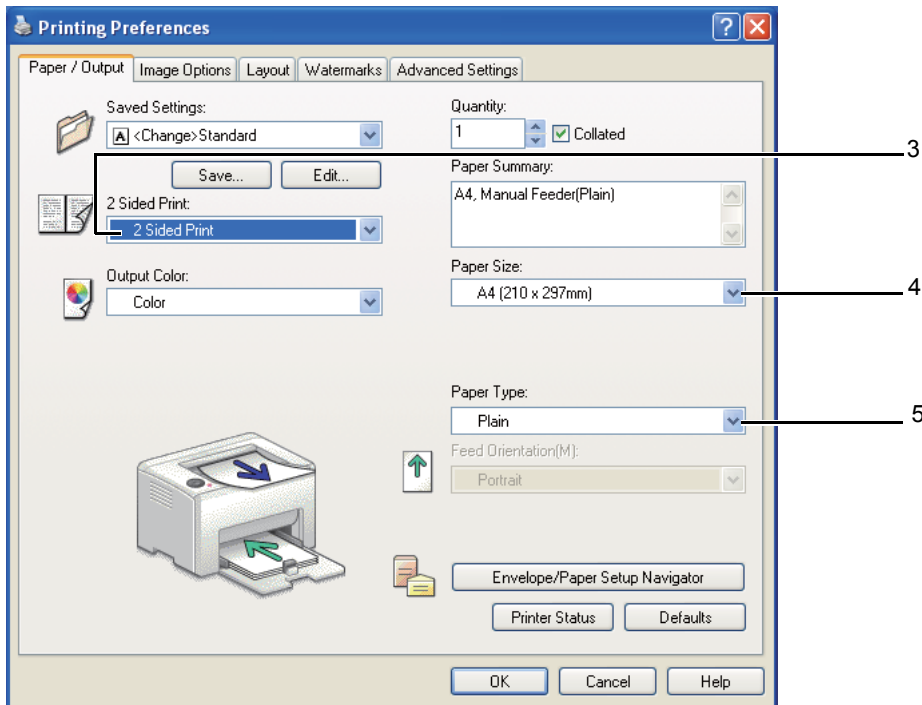 Printing Preferences
Paper / Output Image Options Layout Watermarks Advanced Settings
Saved Settings:
A <Change>Standard
Save... Edit...
2 Sided Print:
2 Sided Print
Output Color:
Color
Quantity:
1 Collated
Paper Summary:
A4, Manual Feeder(Plain)
Paper Size:
A4 (210 x 297mm)
Paper Type:
Plain
Feed Orientation(M):
Portrait
Envelope/Paper Setup Navigator
Printer Status Defaults
OK Cancel Help
3
4
5